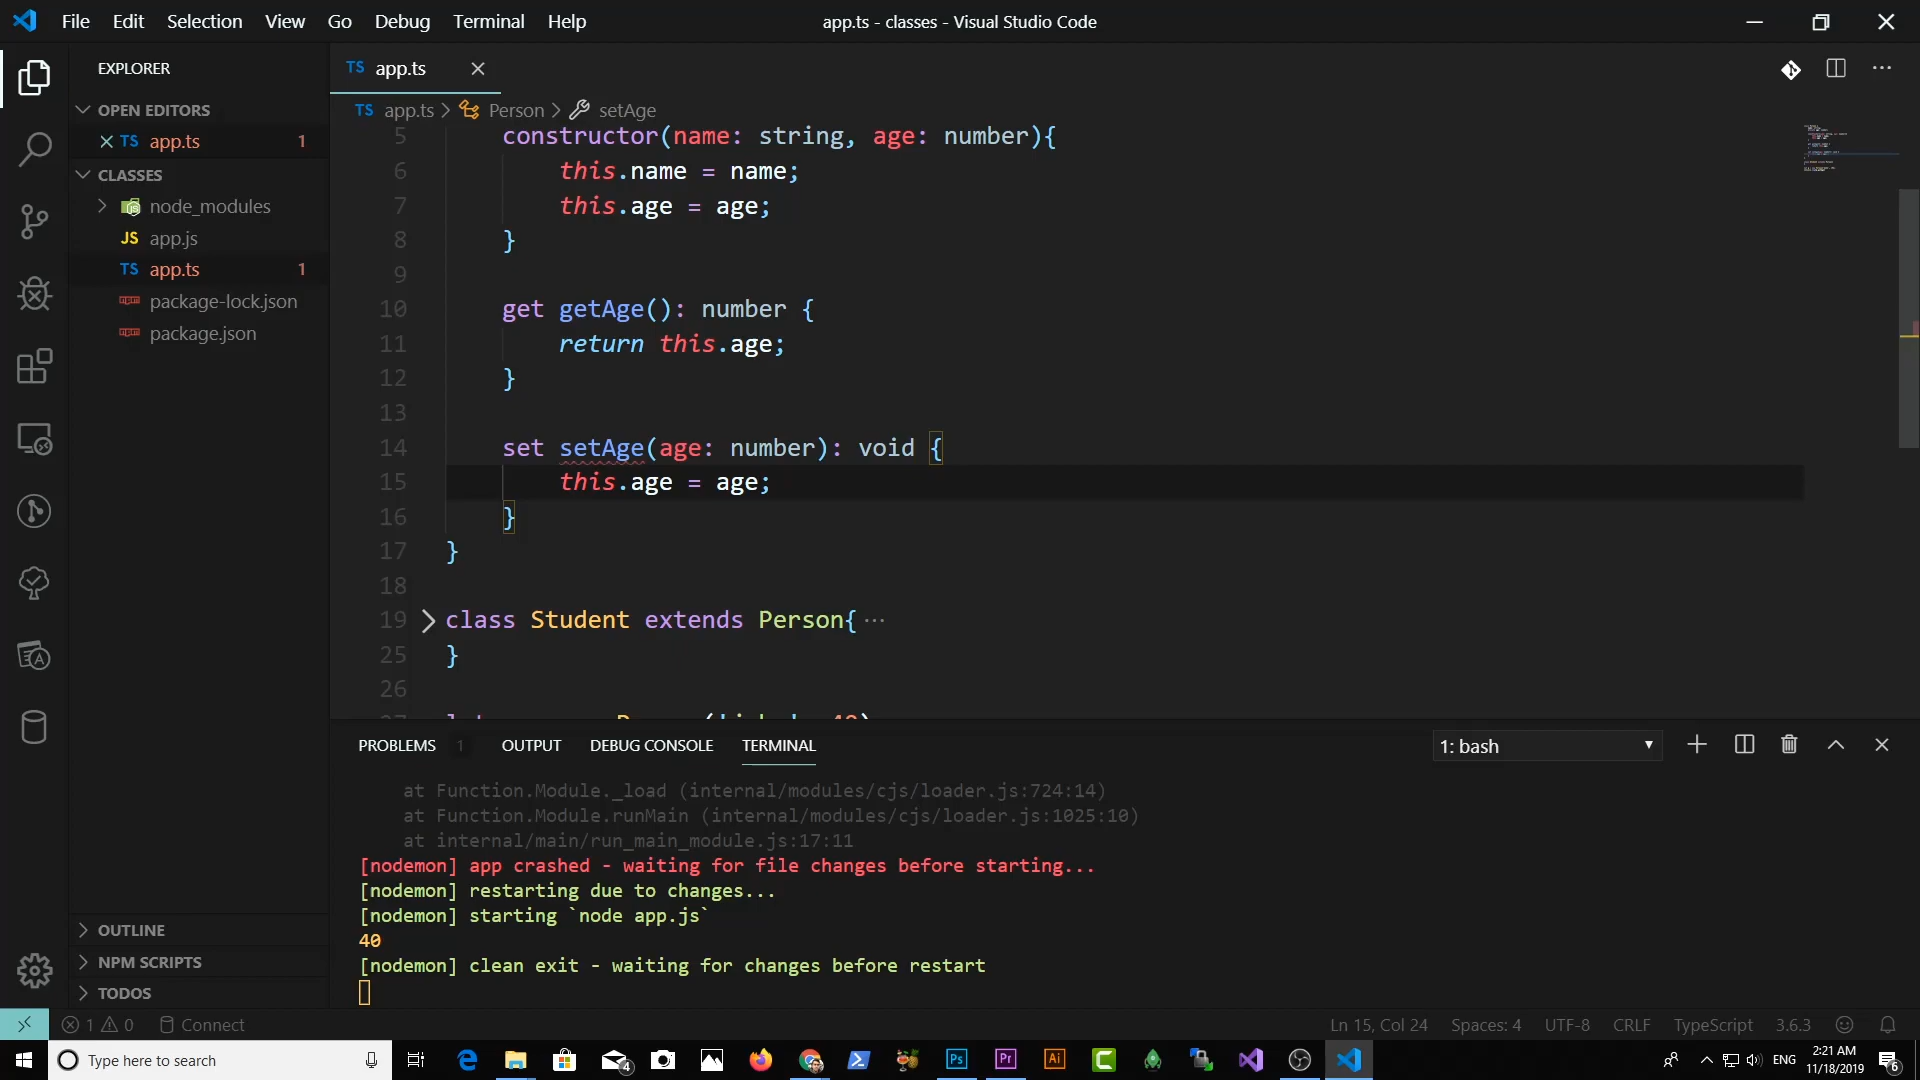 File Edit Selection View Go Debug Terminal Help
app.ts - classes - Visual Studio Code
EXPLORER
OPEN EDITORS
TS app.ts 1
CLASSES
node_modules
JS app.js
TS app.ts 1
package-lock.json
package.json
OUTLINE
NPM SCRIPTS
TODOS
TS app.ts
TS app.ts > Person > setAge
5 constructor(name: string, age: number){
6 this.name = name;
7 this.age = age;
8 }
9
10 get getAge(): number {
11 return this.age;
12 }
13
14 set setAge(age: number): void {
15 this.age = age;
16 }
17 }
18
19 class Student extends Person{ ···
25 }
26
PROBLEMS 1 OUTPUT DEBUG CONSOLE TERMINAL
1: bash
at Function.Module._load (internal/modules/cjs/loader.js:724:14)
at Function.Module.runMain (internal/modules/cjs/loader.js:1025:10)
at internal/main/run_main_module.js:17:11
[nodemon] app crashed - waiting for file changes before starting...
[nodemon] restarting due to changes...
[nodemon] starting `node app.js`
40
[nodemon] clean exit - waiting for changes before restart
1 0 Connect
Ln 15, Col 24 Spaces: 4 UTF-8 CRLF TypeScript 3.6.3
Type here to search
4
Ps
Pr
Ai
ENG
2:21 AM
11/18/2019
6